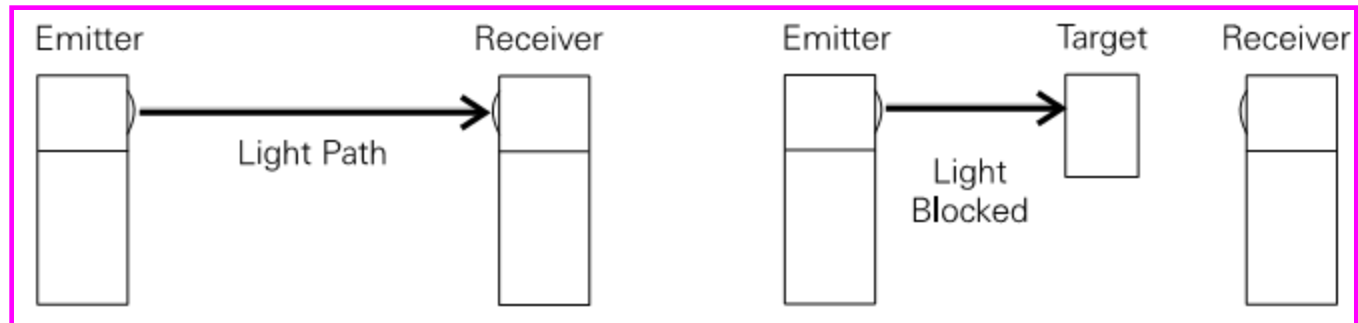 Emitter
Receiver
Emitter
Target
Receiver
Light Path
Light
Blocked